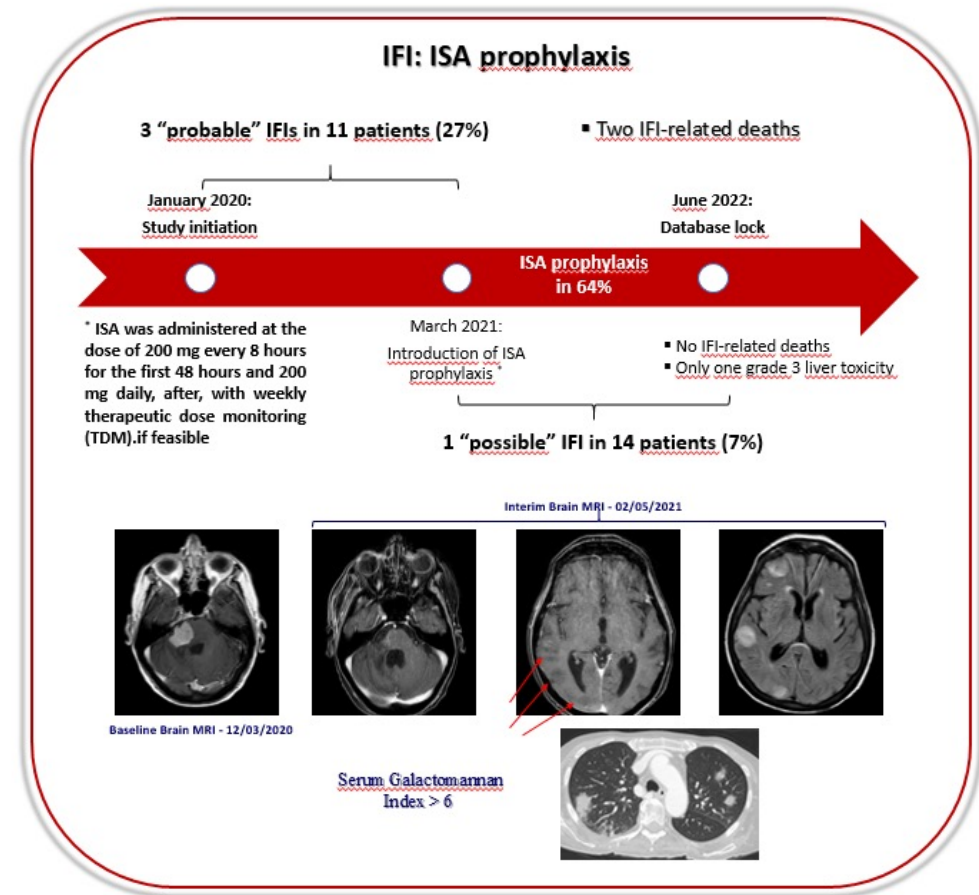 IFI: ISA prophylaxis
3 “probable” IFIs in 11 patients (27%)
▪ Two IFI-related deaths
January 2020:
Study initiation
June 2022:
Database lock
ISA prophylaxis
in 64%
* ISA was administered at the
dose of 200 mg every 8 hours
for the first 48 hours and 200
mg daily, after, with weekly
therapeutic dose monitoring
(TDM).if feasible
March 2021:
Introduction of ISA
prophylaxis *
▪ No IFI-related deaths
▪ Only one grade 3 liver toxicity
1 “possible” IFI in 14 patients (7%)
Interim Brain MRI - 02/05/2021
Baseline Brain MRI - 12/03/2020
Serum Galactomannan
Index > 6